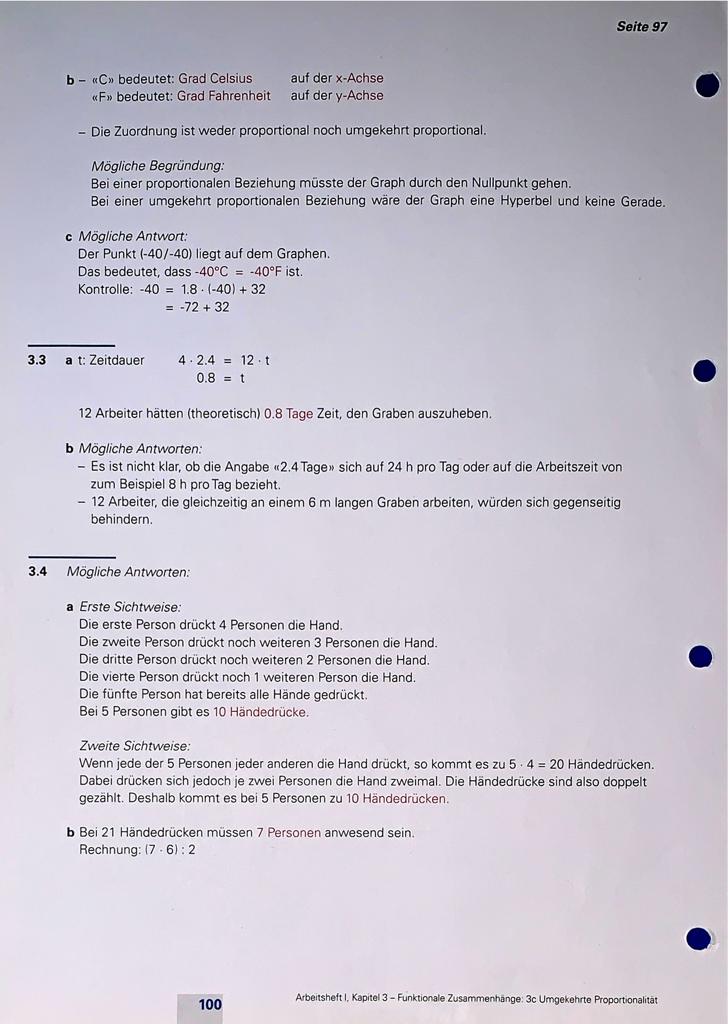 Seite 97
b – «C» bedeutet: Grad Celsius auf der x-Achse
«F» bedeutet: Grad Fahrenheit auf der y-Achse
– Die Zuordnung ist weder proportional noch umgekehrt proportional.
Mögliche Begründung:
Bei einer proportionalen Beziehung müsste der Graph durch den Nullpunkt gehen.
Bei einer umgekehrt proportionalen Beziehung wäre der Graph eine Hyperbel und keine Gerade.
c Mögliche Antwort:
Der Punkt (-40/-40) liegt auf dem Graphen.
Das bedeutet, dass -40°C = -40°F ist.
Kontrolle: -40 = 1.8 · (-40) + 32
= -72 + 32
3.3 a t: Zeitdauer 4 · 2.4 = 12 · t
0.8 = t
12 Arbeiter hätten (theoretisch) 0.8 Tage Zeit, den Graben auszuheben.
b Mögliche Antworten:
– Es ist nicht klar, ob die Angabe «2.4 Tage» sich auf 24 h pro Tag oder auf die Arbeitszeit von
zum Beispiel 8 h pro Tag bezieht.
– 12 Arbeiter, die gleichzeitig an einem 6 m langen Graben arbeiten, würden sich gegenseitig
behindern.
3.4 Mögliche Antworten:
a Erste Sichtweise:
Die erste Person drückt 4 Personen die Hand.
Die zweite Person drückt noch weiteren 3 Personen die Hand.
Die dritte Person drückt noch weiteren 2 Personen die Hand.
Die vierte Person drückt noch 1 weiteren Person die Hand.
Die fünfte Person hat bereits alle Hände gedrückt.
Bei 5 Personen gibt es 10 Händedrücke.
Zweite Sichtweise:
Wenn jede der 5 Personen jeder anderen die Hand drückt, so kommt es zu 5 · 4 = 20 Händedrücken.
Dabei drücken sich jedoch je zwei Personen die Hand zweimal. Die Händedrücke sind also doppelt
gezählt. Deshalb kommt es bei 5 Personen zu 10 Händedrücken.
b Bei 21 Händedrücken müssen 7 Personen anwesend sein.
Rechnung: (7 · 6) : 2
100
Arbeitsheft I, Kapitel 3 – Funktionale Zusammenhänge: 3c Umgekehrte Proportionalität